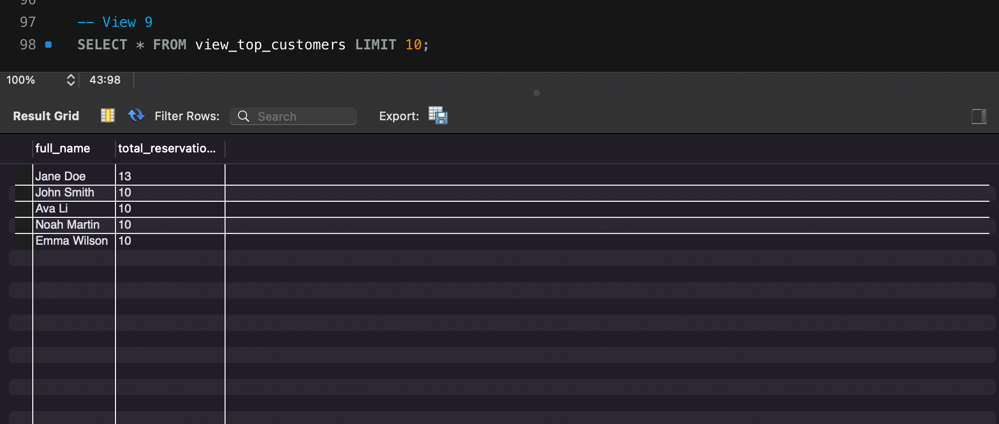 96
97 -- View 9
98 SELECT * FROM view_top_customers LIMIT 10;
100% 43:98
Result Grid Filter Rows: Search Export:
full_name total_reservatio...
Jane Doe 13
John Smith 10
Ava Li 10
Noah Martin 10
Emma Wilson 10